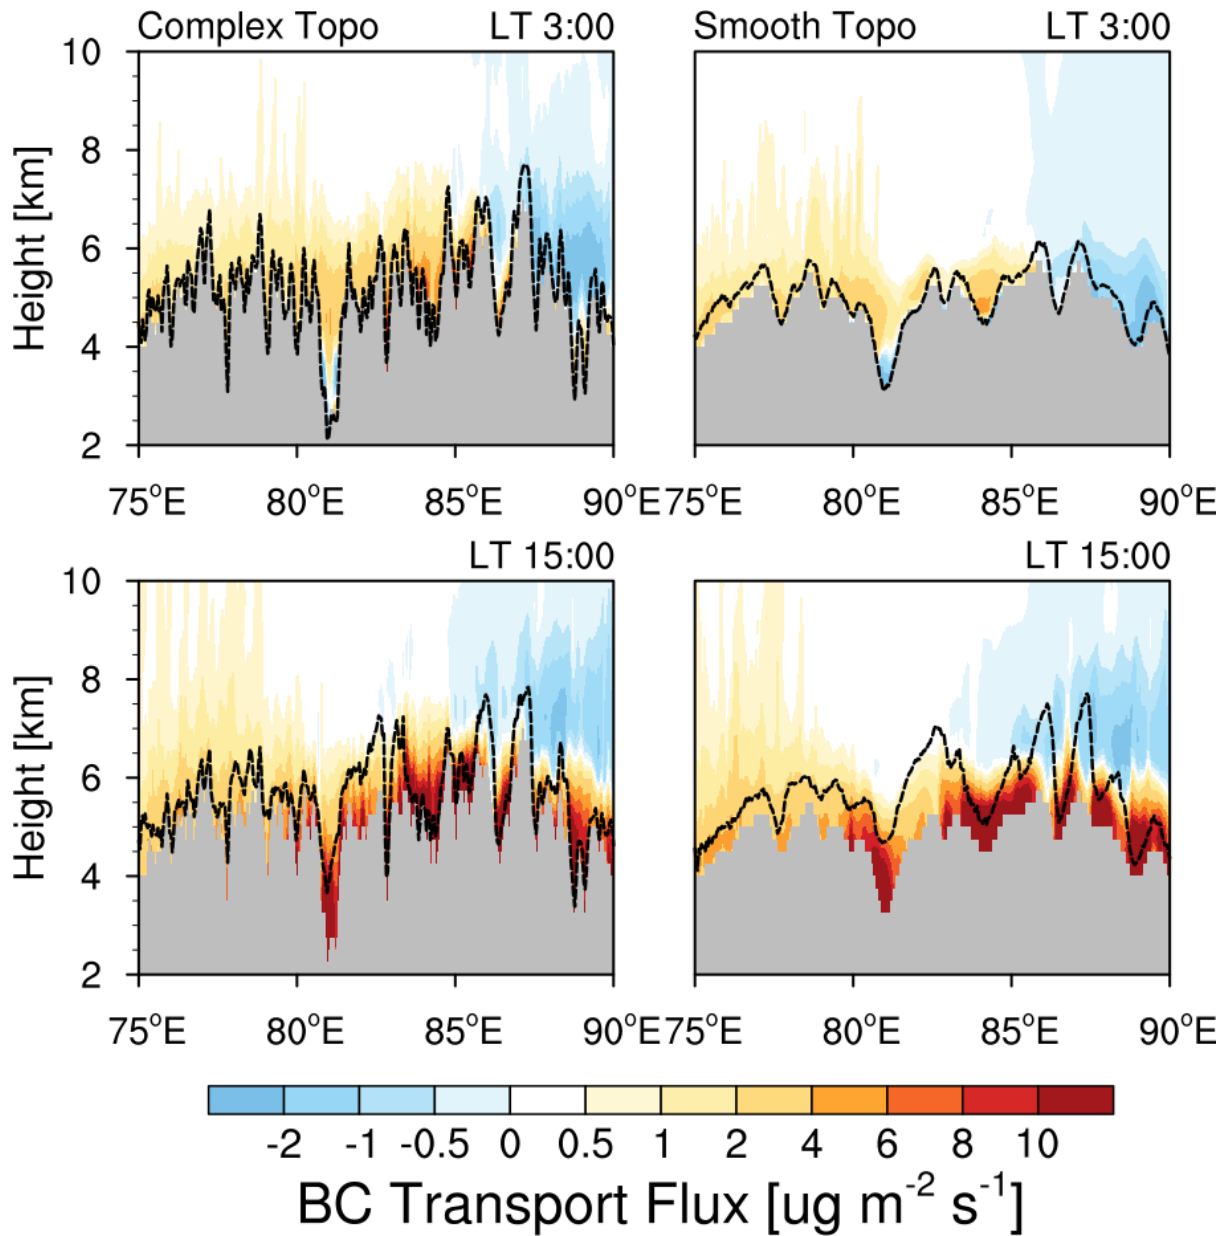 Complex Topo LT 3:00 Smooth Topo LT 3:00
10
8
6
4
2
Height [km]
75°E 80°E 85°E 90°E 75°E 80°E 85°E 90°E
LT 15:00 LT 15:00
10
8
6
4
2
Height [km]
75°E 80°E 85°E 90°E 75°E 80°E 85°E 90°E
-2 -1 -0.5 0 0.5 1 2 4 6 8 10
BC Transport Flux [ug m⁻² s⁻¹]